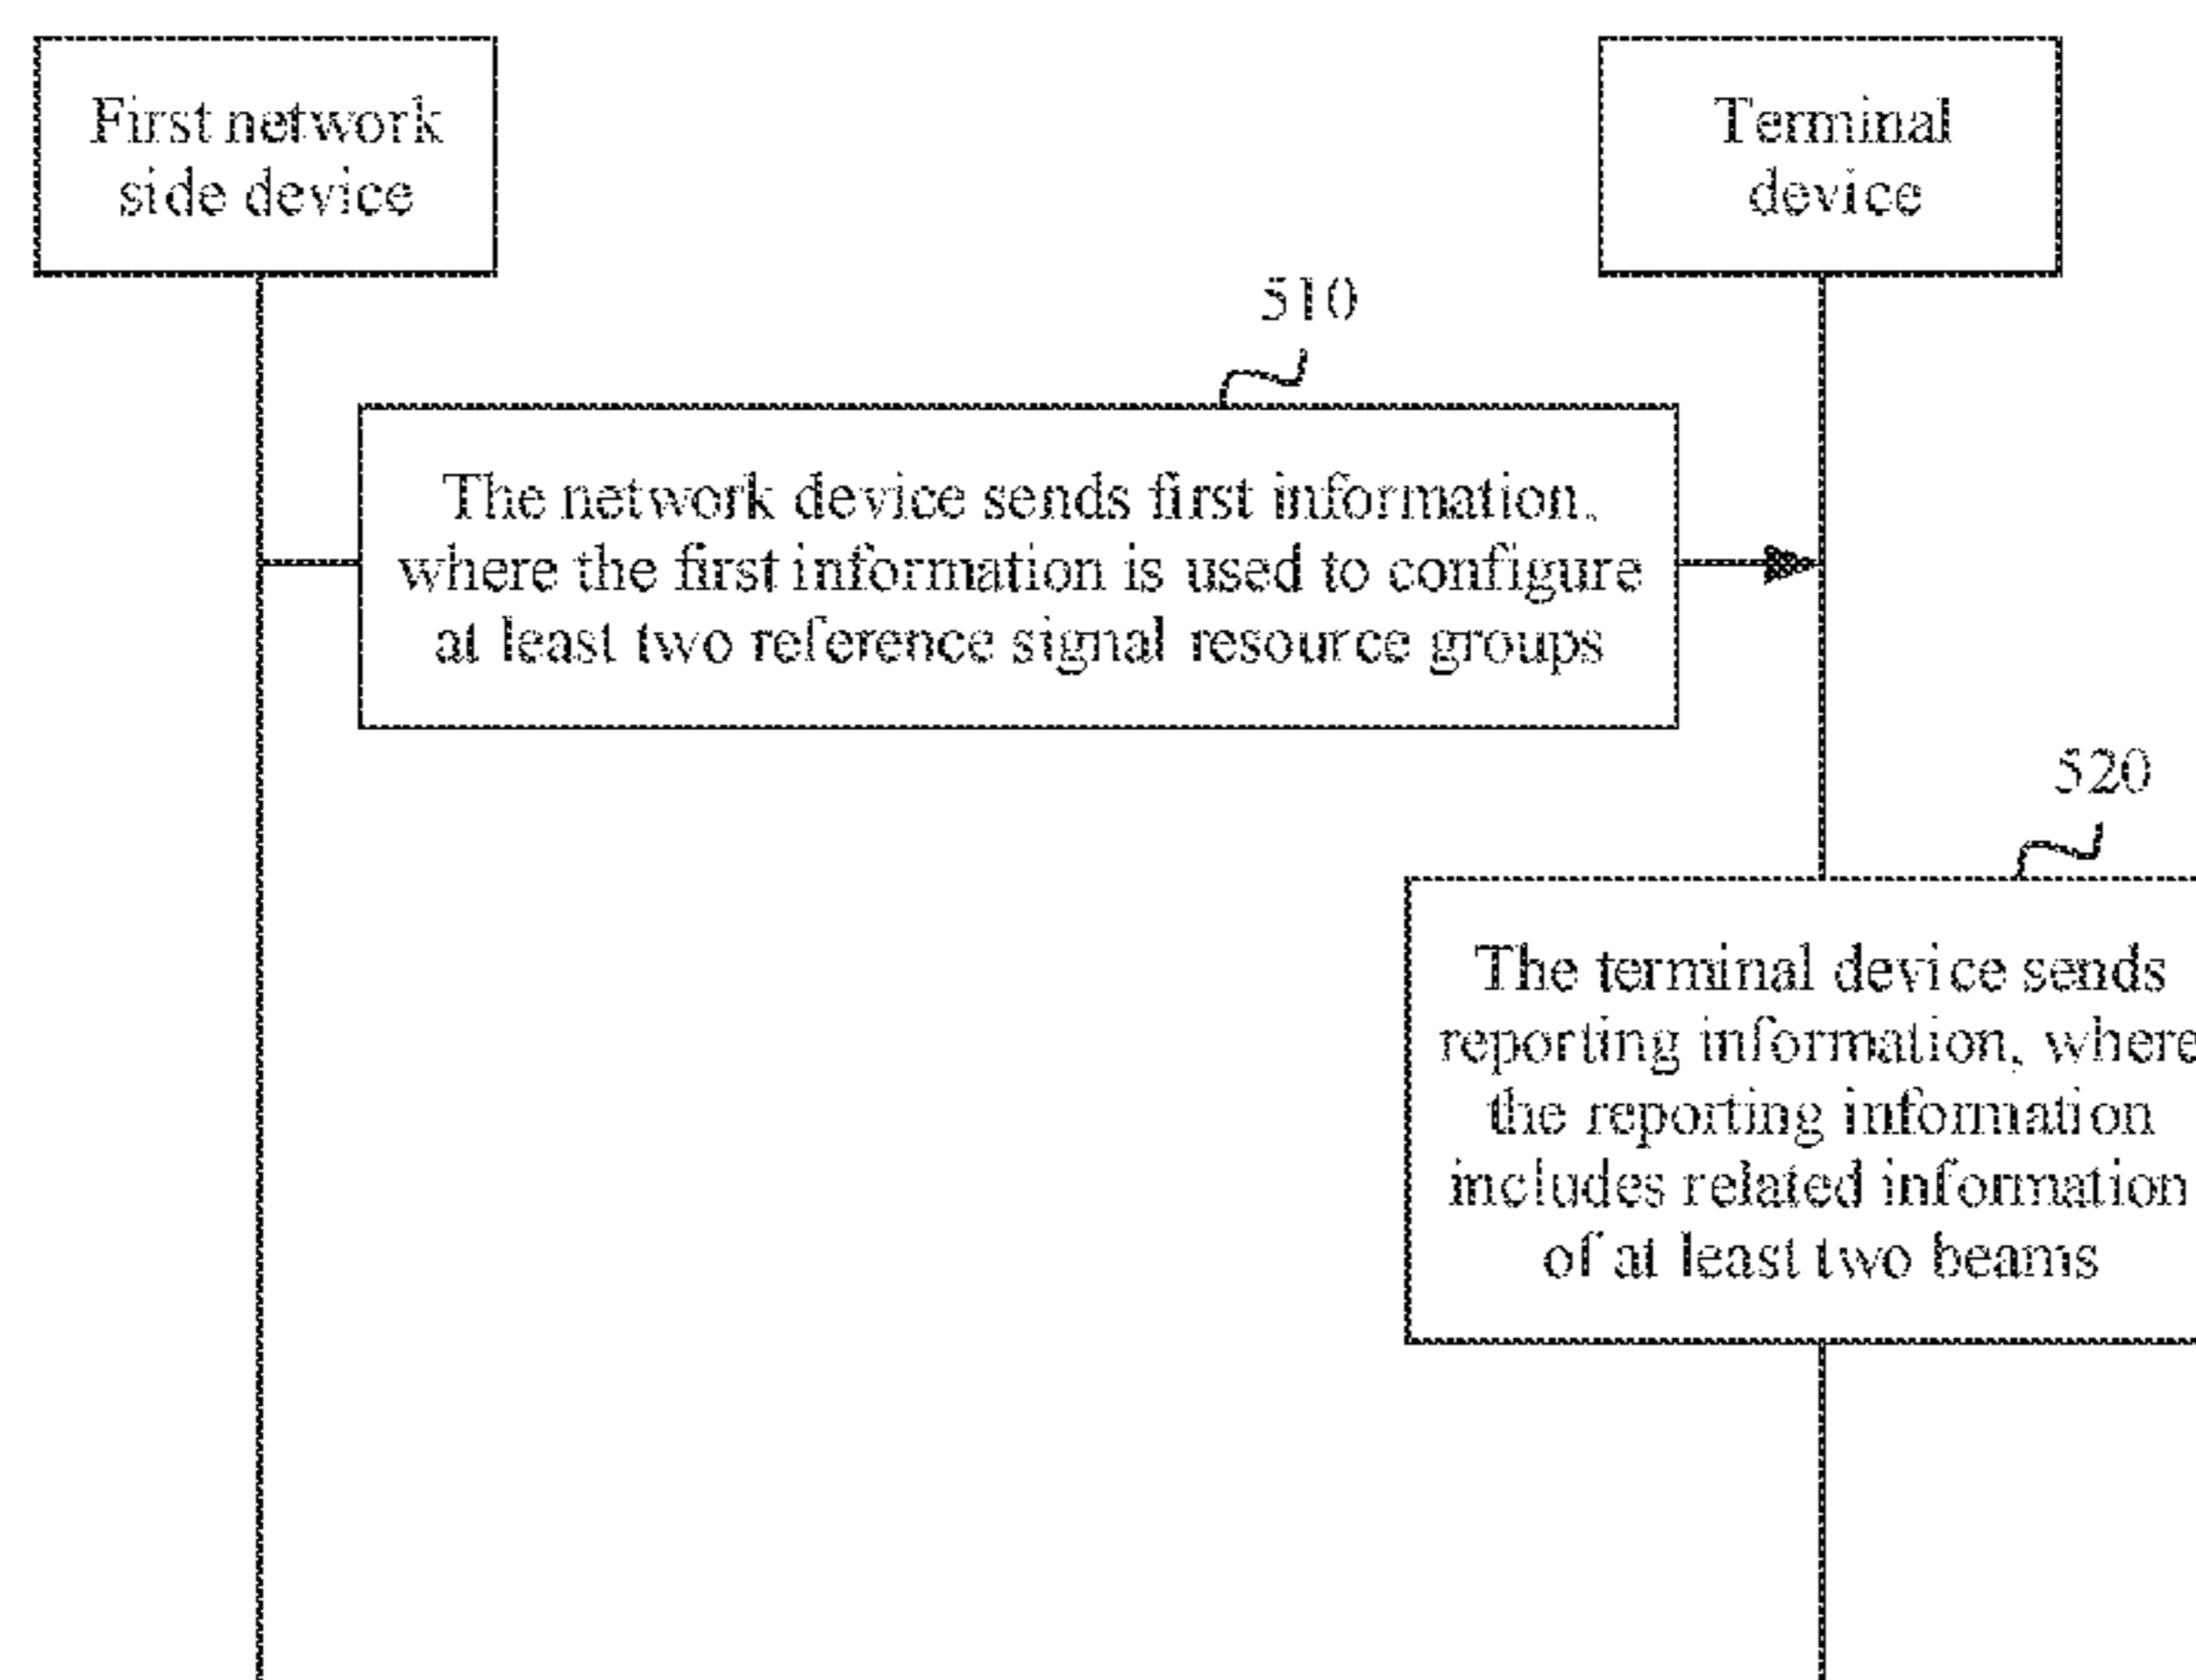 First network
side device
Terminal
device
510
The network device sends first information,
where the first information is used to configure
at least two reference signal resource groups
520
The terminal device sends
reporting information, where
the reporting information
includes related information
of at least two beams